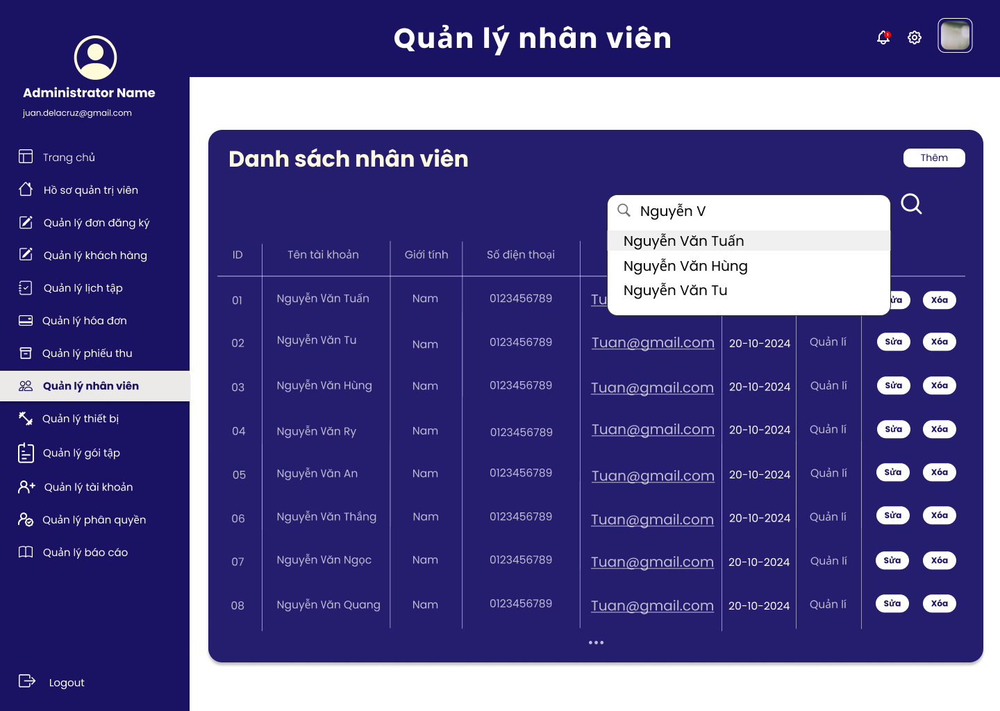 Quản lý nhân viên
1
Administrator Name
juan.delacruz@gmail.com
Trang chủ
Hồ sơ quản trị viên
Quản lý đơn đăng ký
Quản lý khách hàng
Quản lý lịch tập
Quản lý hóa đơn
Quản lý phiếu thu
Quản lý nhân viên
Quản lý thiết bị
Quản lý gói tập
Quản lý tài khoản
Quản lý phân quyền
Quản lý báo cáo
Logout
Danh sách nhân viên
Thêm
Nguyễn V
Nguyễn Văn Tuấn
Nguyễn Văn Hùng
Nguyễn Văn Tu
ID Tên tài khoản Giới tính Số điện thoại
01 Nguyễn Văn Tuấn Nam 0123456789 Tu ửa Xóa
02 Nguyễn Văn Tu Nam 0123456789 Tuan@gmail.com 20-10-2024 Quản lí Sửa Xóa
03 Nguyễn Văn Hùng Nam 0123456789 Tuan@gmail.com 20-10-2024 Quản lí Sửa Xóa
04 Nguyễn Văn Ry Nam 0123456789 Tuan@gmail.com 20-10-2024 Quản lí Sửa Xóa
05 Nguyễn Văn An Nam 0123456789 Tuan@gmail.com 20-10-2024 Quản lí Sửa Xóa
06 Nguyễn Văn Thắng Nam 0123456789 Tuan@gmail.com 20-10-2024 Quản lí Sửa Xóa
07 Nguyễn Văn Ngọc Nam 0123456789 Tuan@gmail.com 20-10-2024 Quản lí Sửa Xóa
08 Nguyễn Văn Quang Nam 0123456789 Tuan@gmail.com 20-10-2024 Quản lí Sửa Xóa